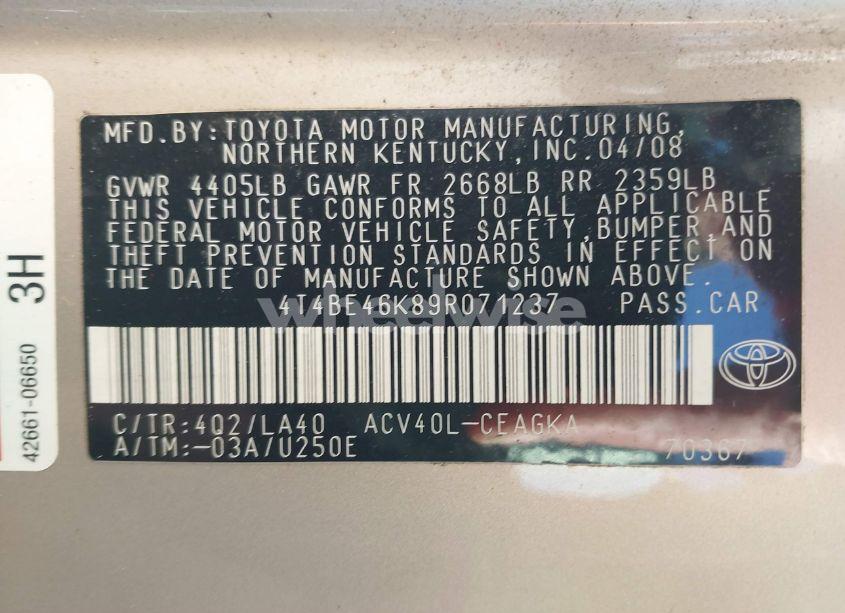 MFD.BY:TOYOTA MOTOR MANUFACTURING,
NORTHERN KENTUCKY,INC.04/08
GVWR 4405LB GAWR FR 2668LB RR 2359LB
THIS VEHICLE CONFORMS TO ALL APPLICABLE
FEDERAL MOTOR VEHICLE SAFETY,BUMPER,AND
THEFT PREVENTION STANDARDS IN EFFECT ON
THE DATE OF MANUFACTURE SHOWN ABOVE.
4T4BE46K89R071237 PASS.CAR
wheelwise
C/TR:4Q2/LA40 ACV40L-CEAGKA
A/TM:-03A/U250E 70367
3H
42661-06650